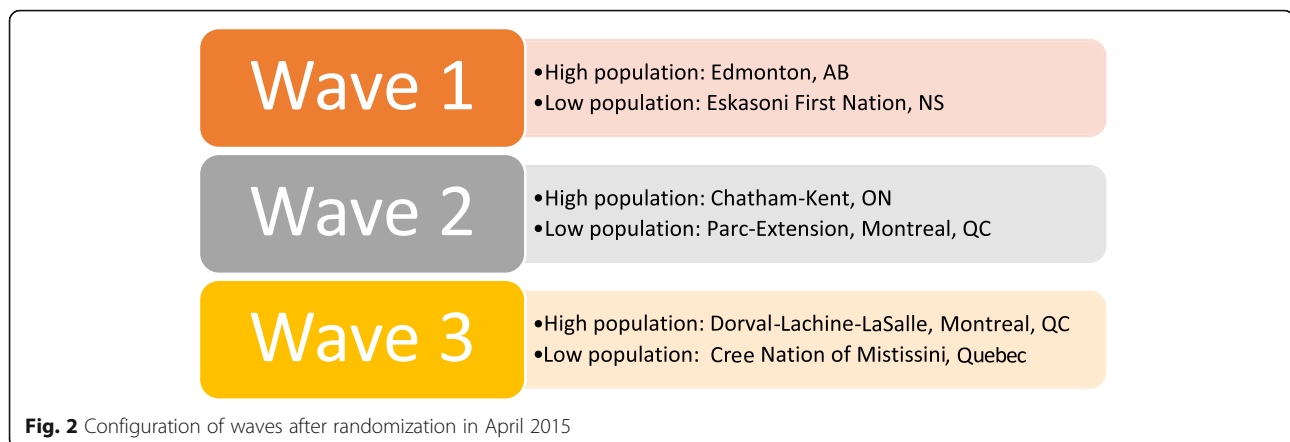 Wave 1
•High population: Edmonton, AB
•Low population: Eskasoni First Nation, NS
Wave 2
•High population: Chatham-Kent, ON
•Low population: Parc-Extension, Montreal, QC
Wave 3
•High population: Dorval-Lachine-LaSalle, Montreal, QC
•Low population: Cree Nation of Mistissini, Quebec
Fig. 2 Configuration of waves after randomization in April 2015